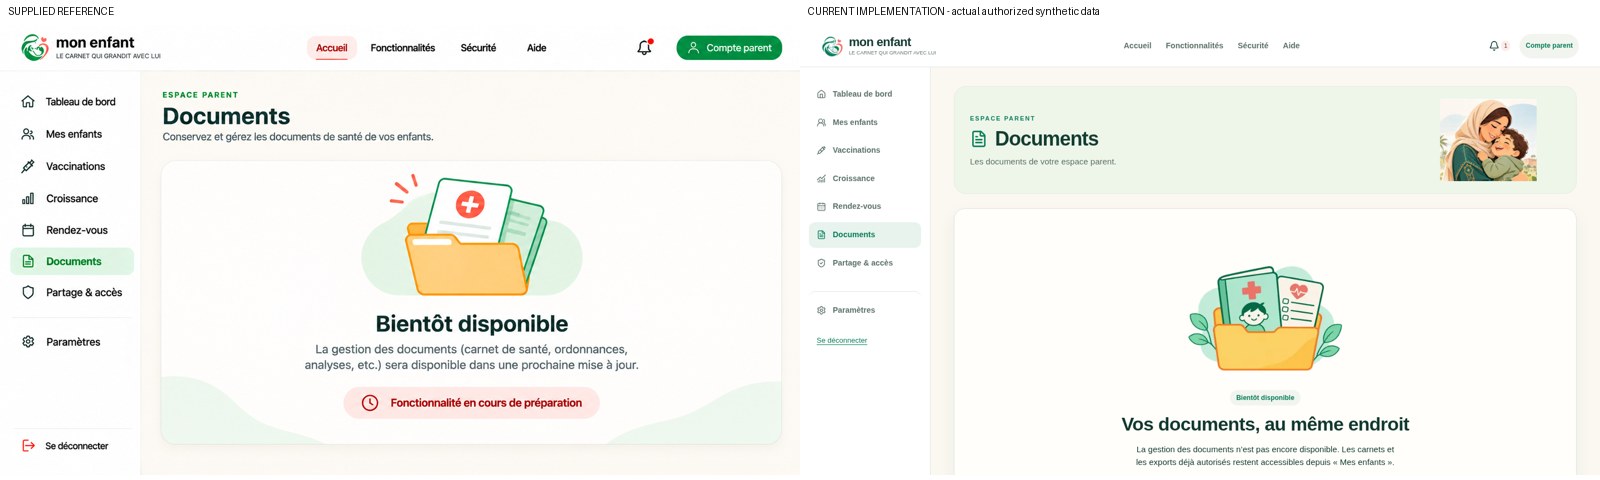 SUPPLIED REFERENCE
mon enfant
LE CARNET QUI GRANDIT AVEC LUI
Accueil
Fonctionnalités
Sécurité
Aide
Compte parent
Tableau de bord
Mes enfants
Vaccinations
Croissance
Rendez-vous
Documents
Partage & accès
Paramètres
Se déconnecter
ESPACE PARENT
Documents
Conservez et gérez les documents de santé de vos enfants.
Bientôt disponible
La gestion des documents (carnet de santé, ordonnances,
analyses, etc.) sera disponible dans une prochaine mise à jour.
Fonctionnalité en cours de préparation
CURRENT IMPLEMENTATION - actual authorized synthetic data
mon enfant
LE CARNET QUI GRANDIT AVEC LUI
Accueil
Fonctionnalités
Sécurité
Aide
1
Compte parent
Tableau de bord
Mes enfants
Vaccinations
Croissance
Rendez-vous
Documents
Partage & accès
Paramètres
Se déconnecter
ESPACE PARENT
Documents
Les documents de votre espace parent.
Bientôt disponible
Vos documents, au même endroit
La gestion des documents n'est pas encore disponible. Les carnets et
les exports déjà autorisés restent accessibles depuis « Mes enfants ».